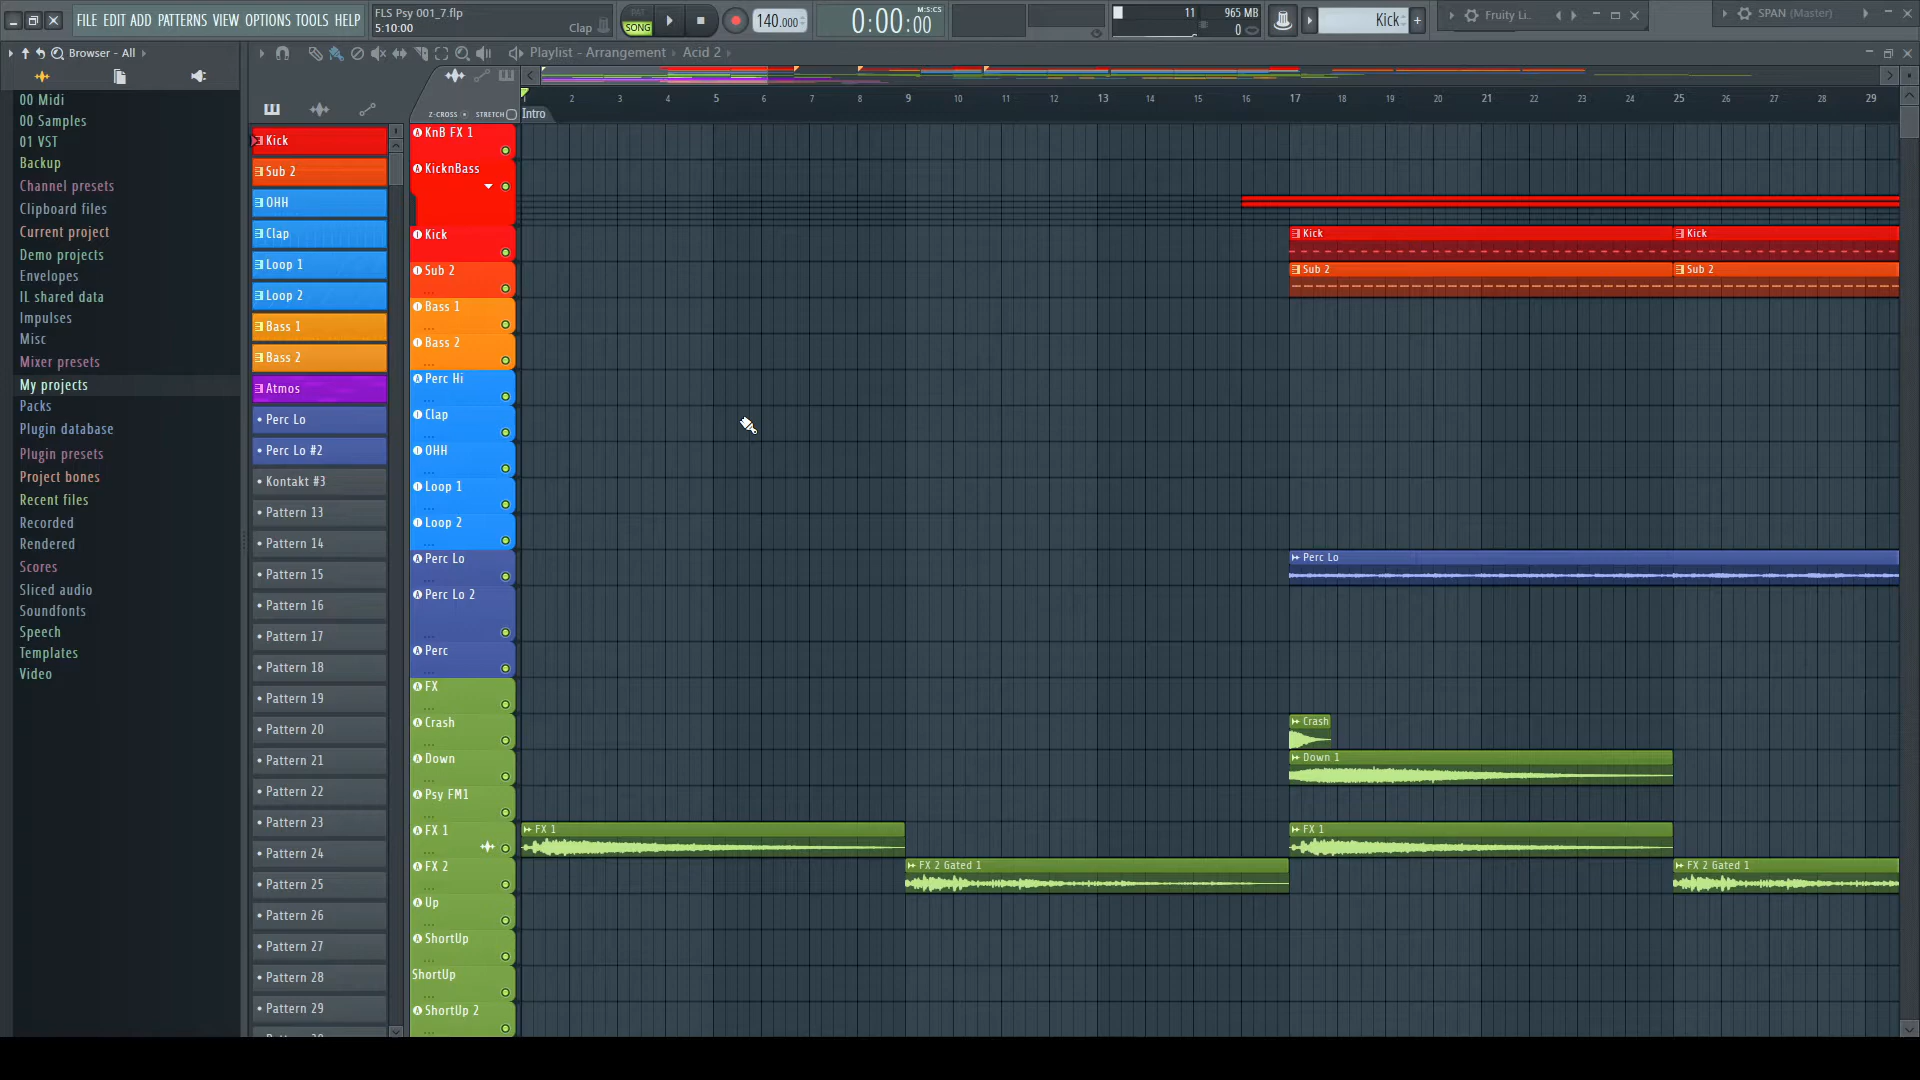 FILE EDIT ADD PATTERNS VIEW OPTIONS TOOLS HELP
FLS Psy 001_7.flp
5:10:00
Clap
PAT
SONG
140.000
M:S:CS
0:00:00
11
965 MB
0
Kick
Fruity Li..
SPAN (Master)
Browser - All
Playlist - Arrangement
Acid 2
Z-CROSS
STRETCH
1 2 3 4 5 6 7 8 9 10 11 12 13 14 15 16 17 18 19 20 21 22 23 24 25 26 27 28 29
Intro
00 Midi
00 Samples
01 VST
Backup
Channel presets
Clipboard files
Current project
Demo projects
Envelopes
IL shared data
Impulses
Misc
Mixer presets
My projects
Packs
Plugin database
Plugin presets
Project bones
Recent files
Recorded
Rendered
Scores
Sliced audio
Soundfonts
Speech
Templates
Video
Kick
Sub 2
OHH
Clap
Loop 1
Loop 2
Bass 1
Bass 2
Atmos
Perc Lo
Perc Lo #2
Kontakt #3
Pattern 13
Pattern 14
Pattern 15
Pattern 16
Pattern 17
Pattern 18
Pattern 19
Pattern 20
Pattern 21
Pattern 22
Pattern 23
Pattern 24
Pattern 25
Pattern 26
Pattern 27
Pattern 28
Pattern 29
KnB FX 1
KicknBass
Kick
Sub 2
Bass 1
Bass 2
Perc Hi
Clap
OHH
Loop 1
Loop 2
Perc Lo
Perc Lo 2
Perc
FX
Crash
Down
Psy FM1
FX 1
FX 2
Up
ShortUp
ShortUp
ShortUp 2
Kick
Kick
Sub 2
Sub 2
Perc Lo
Crash
Down 1
FX 1
FX 1
FX 2 Gated 1
FX 2 Gated 1